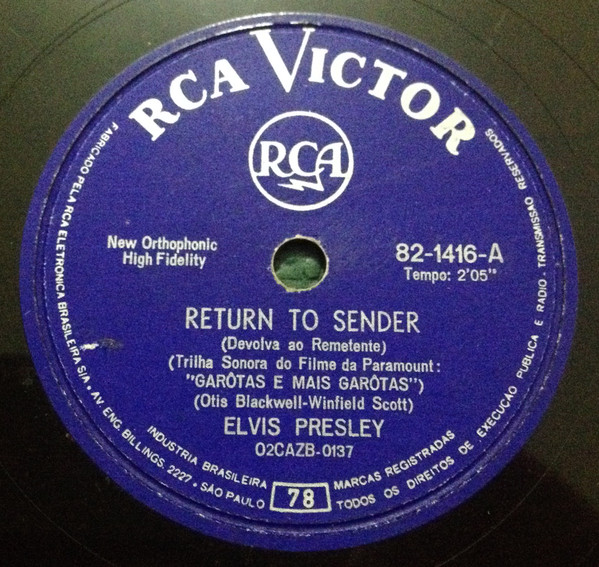 RCA VICTOR
RCA
New Orthophonic
High Fidelity
82-1416-A
Tempo: 2'05"
RETURN TO SENDER
(Devolva ao Remetente)
(Trilha Sonora do Filme da Paramount:
"GARÔTAS E MAIS GARÔTAS")
(Otis Blackwell-Winfield Scott)
ELVIS PRESLEY
02CAZB-0137
78
FABRICADO PELA RCA ELETRONICA BRASILEIRA S/A • AV. ENG. BILLINGS, 2227 • SÃO PAULO
INDUSTRIA BRASILEIRA
MARCAS REGISTRADAS
TODOS OS DIREITOS DE EXECUÇÃO PUBLICA E RADIO-TRANSMISSÃO RESERVADOS